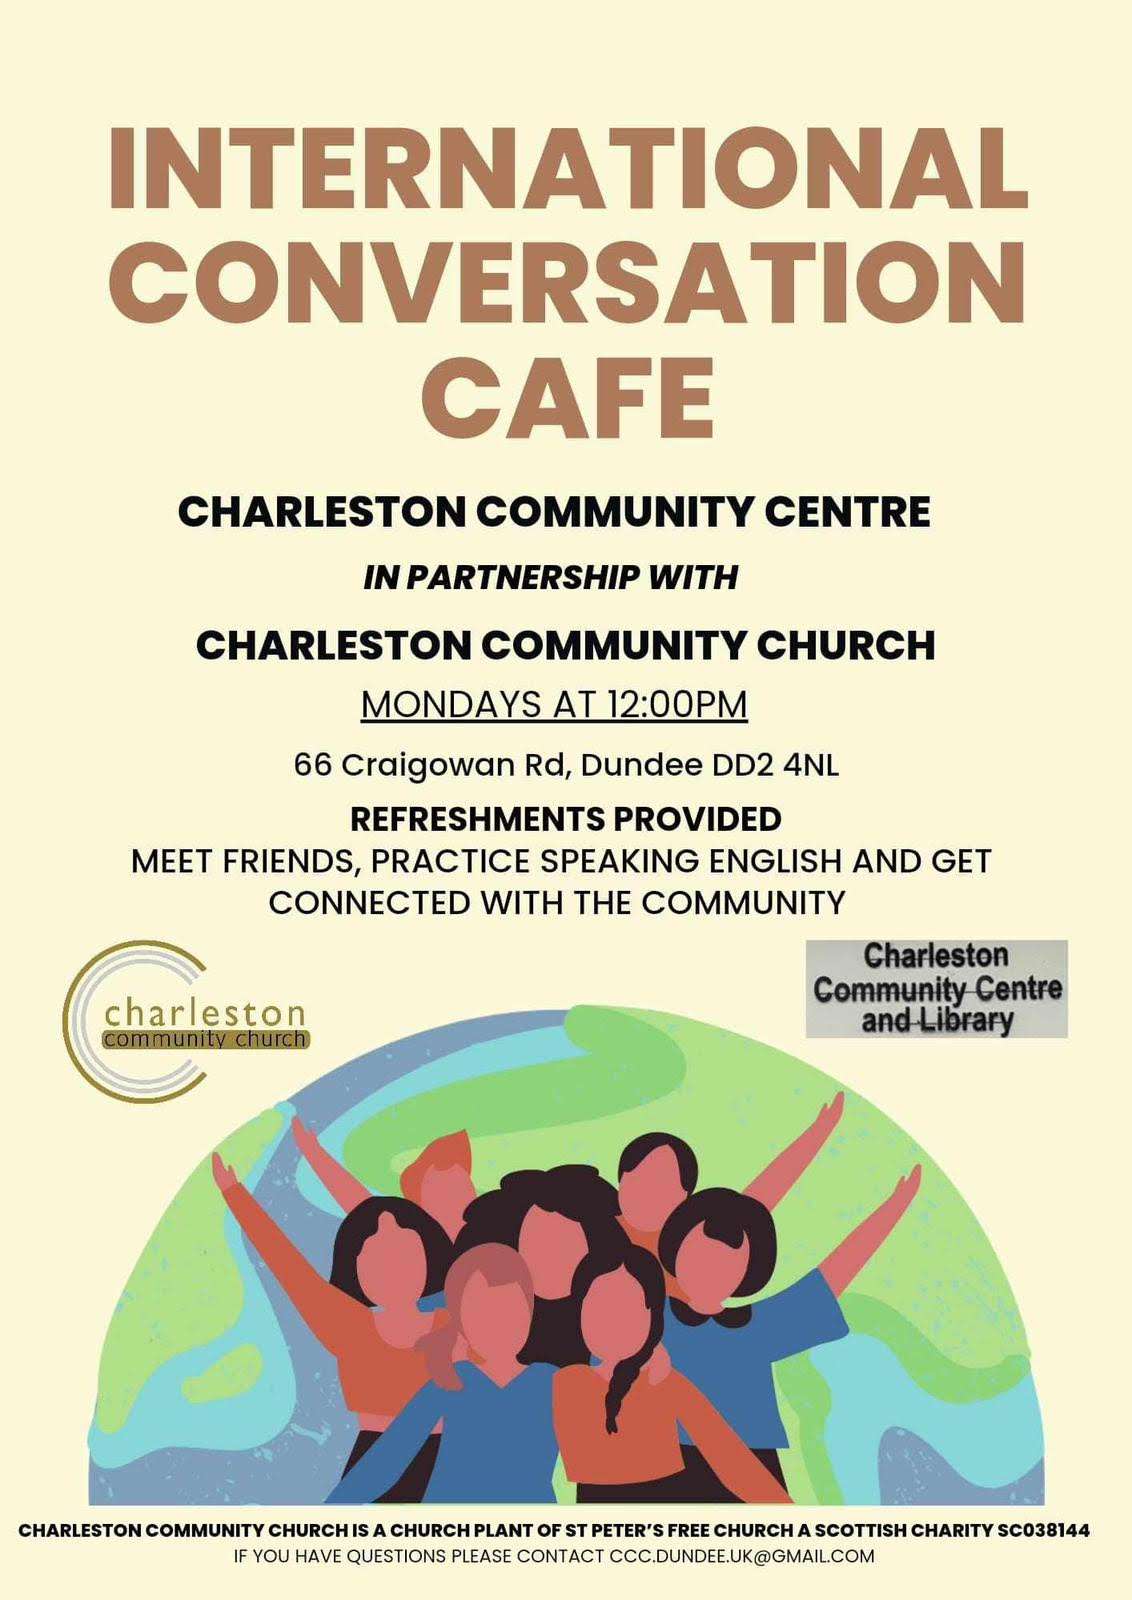 INTERNATIONAL
CONVERSATION
CAFE
CHARLESTON COMMUNITY CENTRE
IN PARTNERSHIP WITH
CHARLESTON COMMUNITY CHURCH
MONDAYS AT 12:00PM
66 Craigowan Rd, Dundee DD2 4NL
REFRESHMENTS PROVIDED
MEET FRIENDS, PRACTICE SPEAKING ENGLISH AND GET
CONNECTED WITH THE COMMUNITY
charleston
community church
Charleston
Community Centre
and Library
CHARLESTON COMMUNITY CHURCH IS A CHURCH PLANT OF ST PETER'S FREE CHURCH A SCOTTISH CHARITY SC038144
IF YOU HAVE QUESTIONS PLEASE CONTACT CCC.DUNDEE.UK@GMAIL.COM